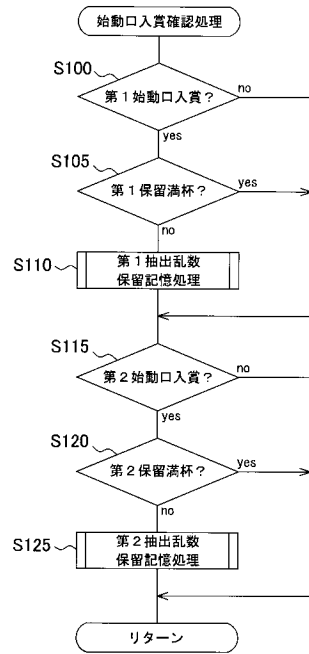 始動口入賞確認処理
S100
第1始動口入賞?
no
yes
S105
第1保留満杯?
yes
no
S110
第1抽出乱数
保留記憶処理
S115
第2始動口入賞?
no
yes
S120
第2保留満杯?
yes
no
S125
第2抽出乱数
保留記憶処理
リターン